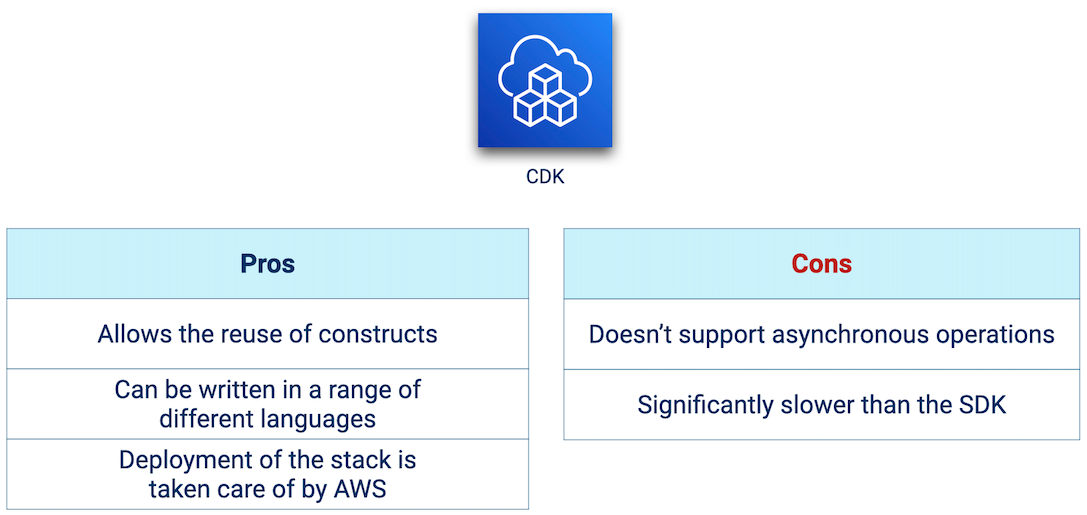 CDK
Pros
Allows the reuse of constructs
Can be written in a range of
different languages
Deployment of the stack is
taken care of by AWS
Cons
Doesn’t support asynchronous operations
Significantly slower than the SDK